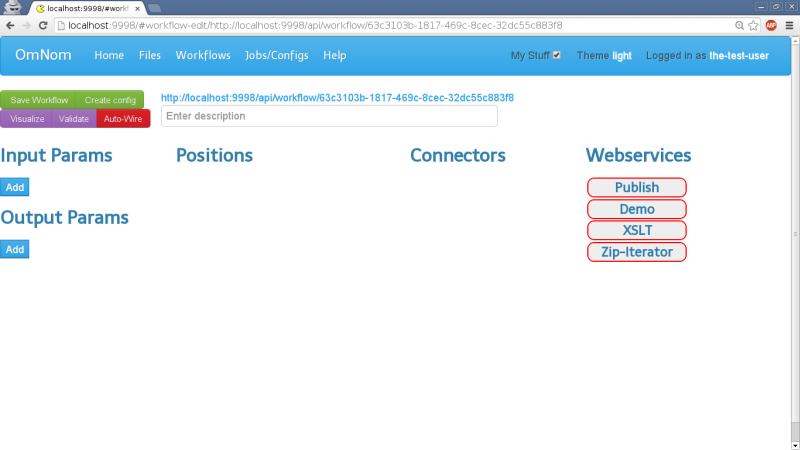 localhost:9998/#workf
localhost:9998/#workflow-edit/http://localhost:9998/api/workflow/63c3103b-1817-469c-8cec-32dc55c883f8
ABP
OmNom Home Files Workflows Jobs/Configs Help My Stuff Theme light Logged in as the-test-user
Save Workflow Create config
http://localhost:9998/api/workflow/63c3103b-1817-469c-8cec-32dc55c883f8
Visualize Validate Auto-Wire
Enter description
Input Params Positions Connectors Webservices
Add
Publish
Demo
Output Params
XSLT
Add
Zip-Iterator